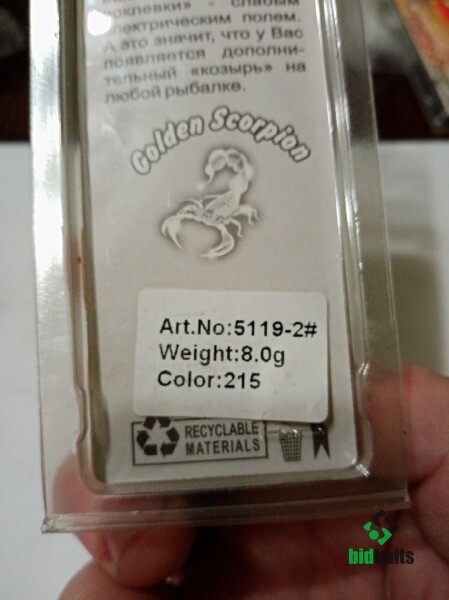 поклевки» - слабым
электрическим полем.
А это значит, что у Вас
появляется дополни-
тельный «козырь» на
любой рыбалке.
Golden Scorpion
Art.No:5119-2#
Weight:8.0g
Color:215
RECYCLABLE
MATERIALS
bidbaits